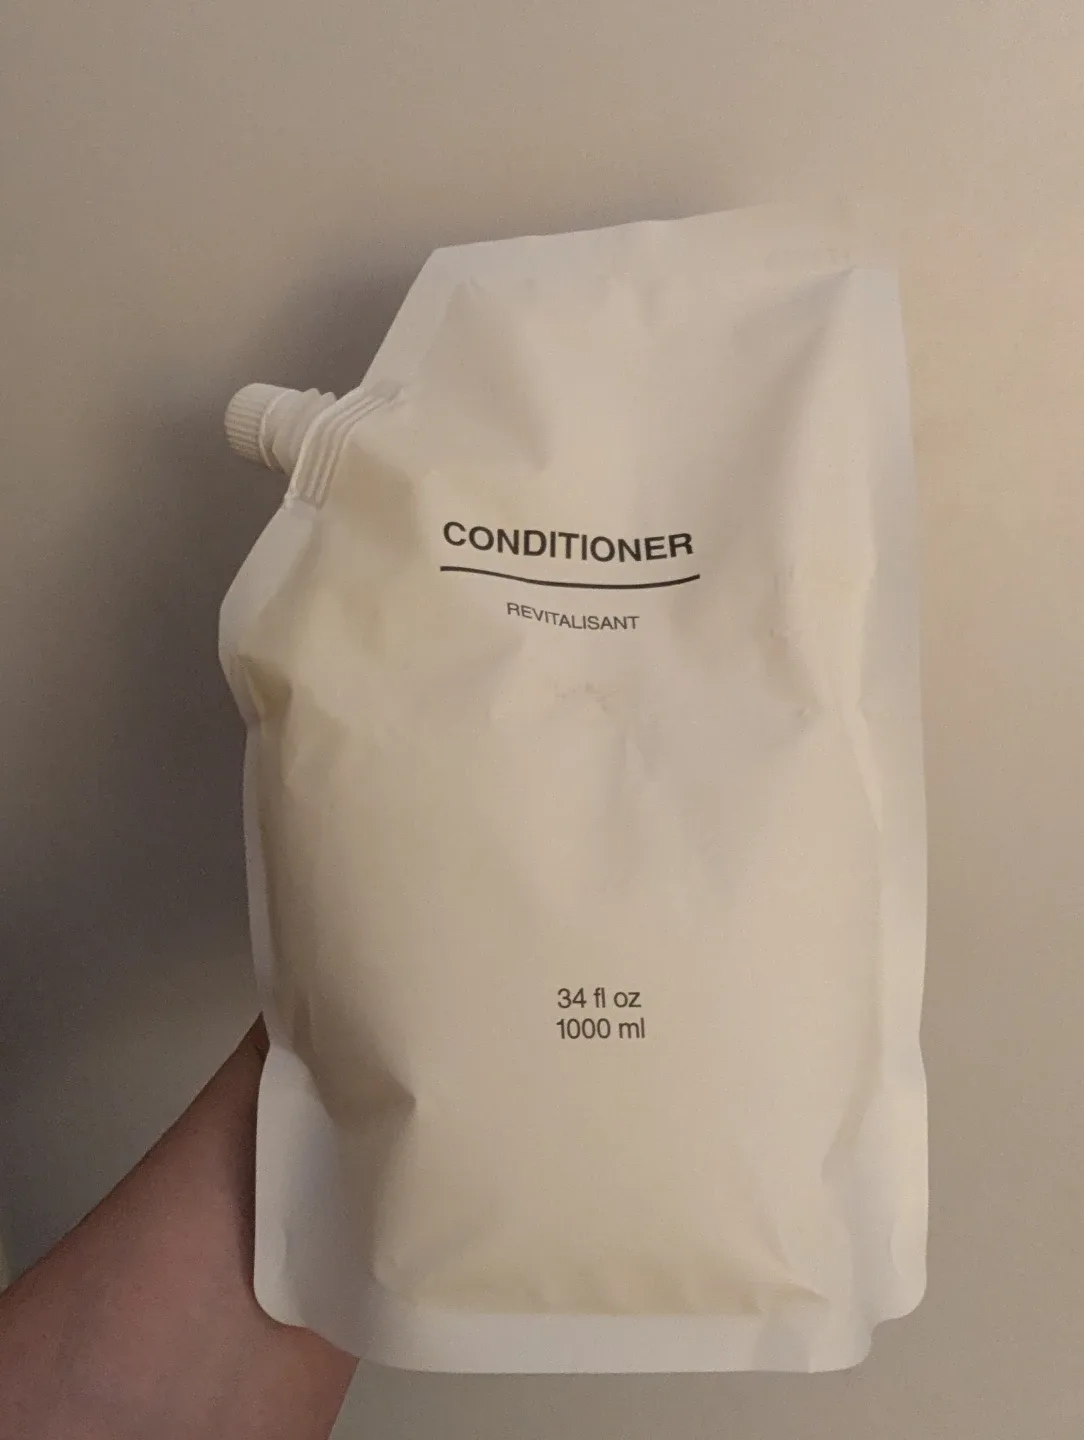 CONDITIONER
REVITALISANT
34 fl oz
1000 ml